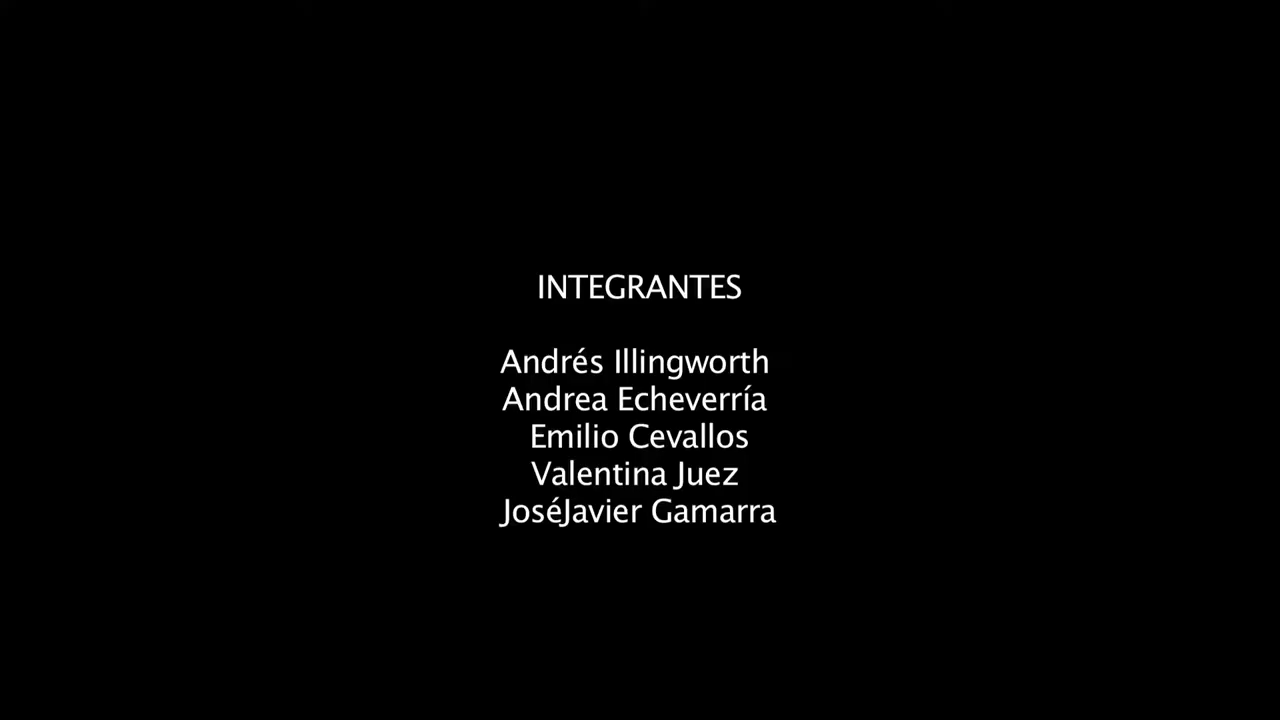 INTEGRANTES
Andrés Illingworth
Andrea Echeverría
Emilio Cevallos
Valentina Juez
JoséJavier Gamarra